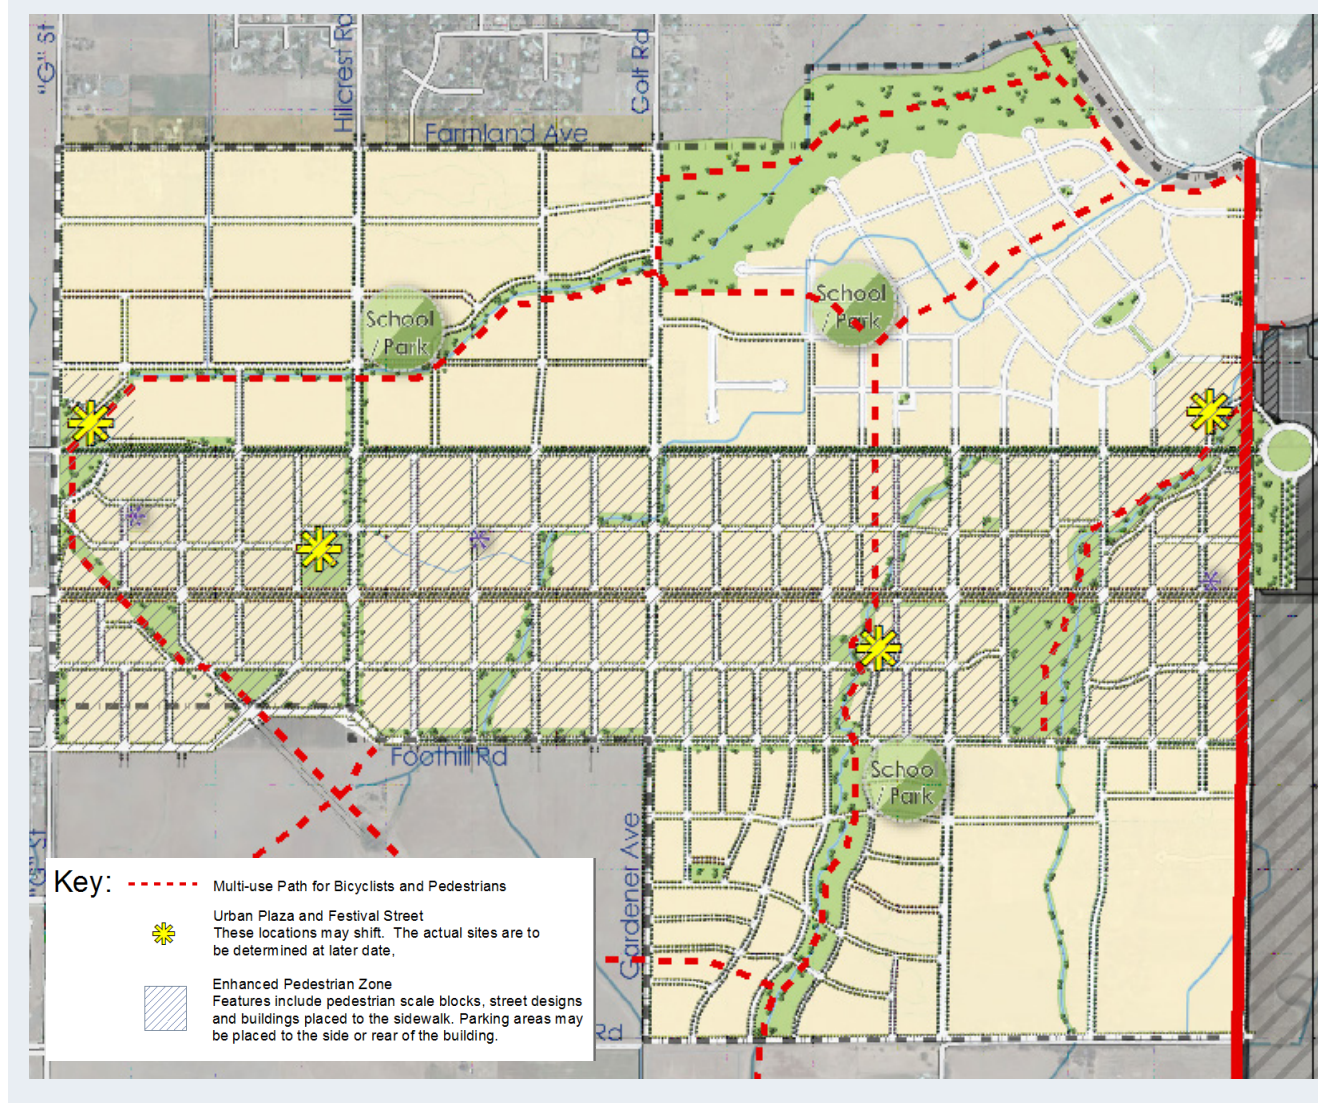 "G" St
Hillcrest Rd
Golf Rd
Farmland Ave
School
Park
School
Park
Foothill Rd
Schoo
Park
Gardener Ave
"G" St
Rd
Key:
Multi-use Path for Bicyclists and Pedestrians
Urban Plaza and Festival Street
These locations may shift. The actual sites are to
be determined at later date,
Enhanced Pedestrian Zone
Features include pedestrian scale blocks, street designs
and buildings placed to the sidewalk. Parking areas may
be placed to the side or rear of the building.